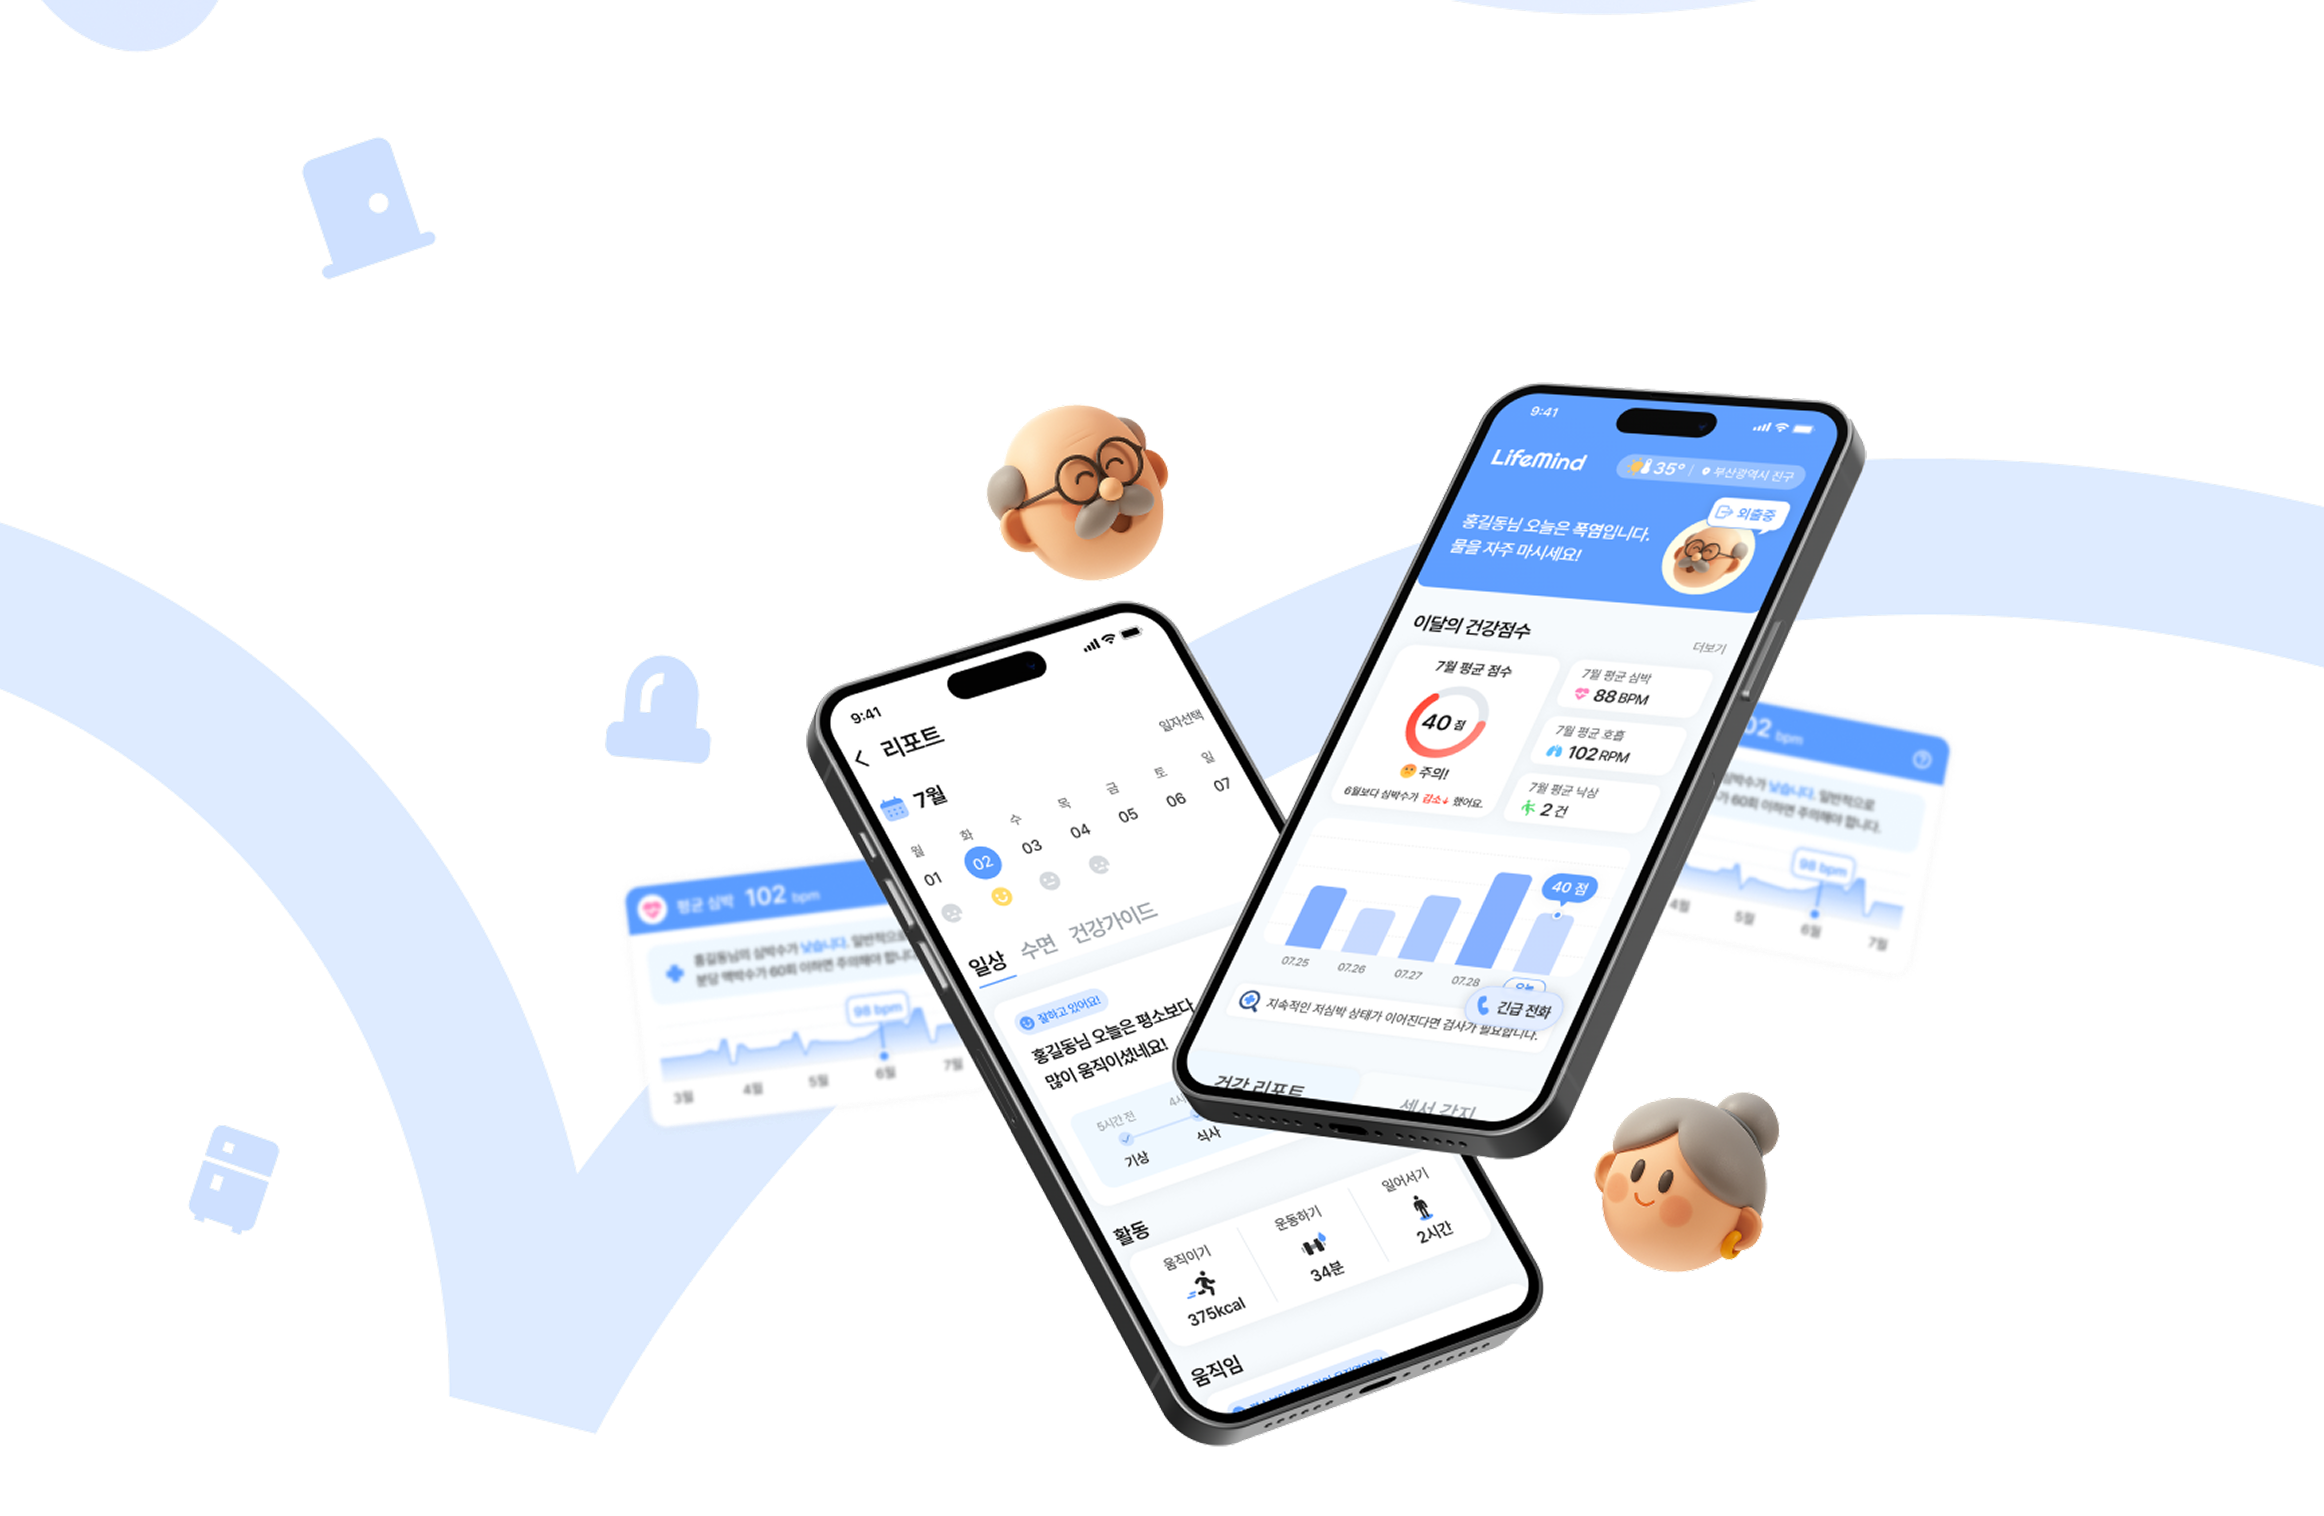 9:41
LifeMind
35° 부산광역시 진구
외출중
홍길동님 오늘은 폭염입니다.
물을 자주 마시세요!
이달의 건강점수
더보기
7월 평균 점수
40 점
주의!
6월보다 심박수가 감소↓ 했어요.
7월 평균 심박
88 BPM
7월 평균 호흡
102 RPM
7월 평균 낙상
2 건
40 점
07.25 07.26 07.27 07.28 오늘
긴급 전화
지속적인 저심박 상태가 이어진다면 검사가 필요합니다.
건강 리포트
센서 감지
9:41
리포트
일자선택
7월
월 화 수 목 금 토 일
01 02 03 04 05 06 07
일상 수면 건강가이드
잘하고 있어요!
홍길동님 오늘은 평소보다
많이 움직이셨네요!
5시간 전
기상
식사
활동
움직이기
375kcal
운동하기
34분
일어서기
2시간
움직임
평균 심박 102 bpm
홍길동님의 심박수가 낮습니다. 일반적으로
분당 맥박수가 60회 이하면 주의해야 합니다.
98 bpm
3월 4월 5월 6월 7월
02 bpm
심박수가 낮습니다. 일반적으로
가 60회 이하면 주의해야 합니다.
98 bpm
4월 5월 6월 7월